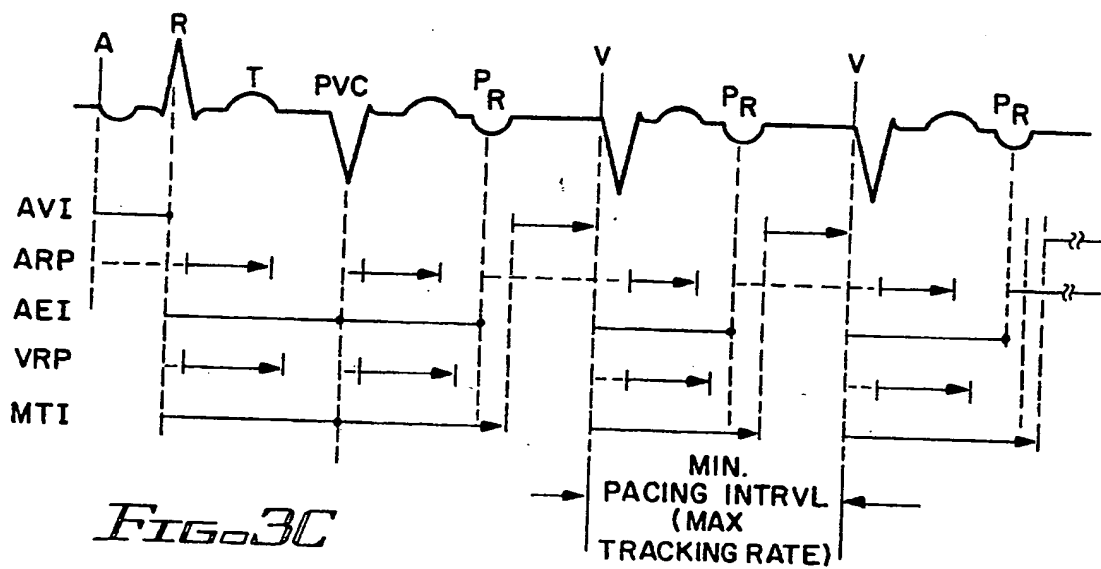 A
R
T
PVC
PR
V
PR
V
PR
AVI
ARP
AEI
VRP
MTI
MIN.
PACING INTRVL
(MAX
TRACKING RATE)
FIG. 3C